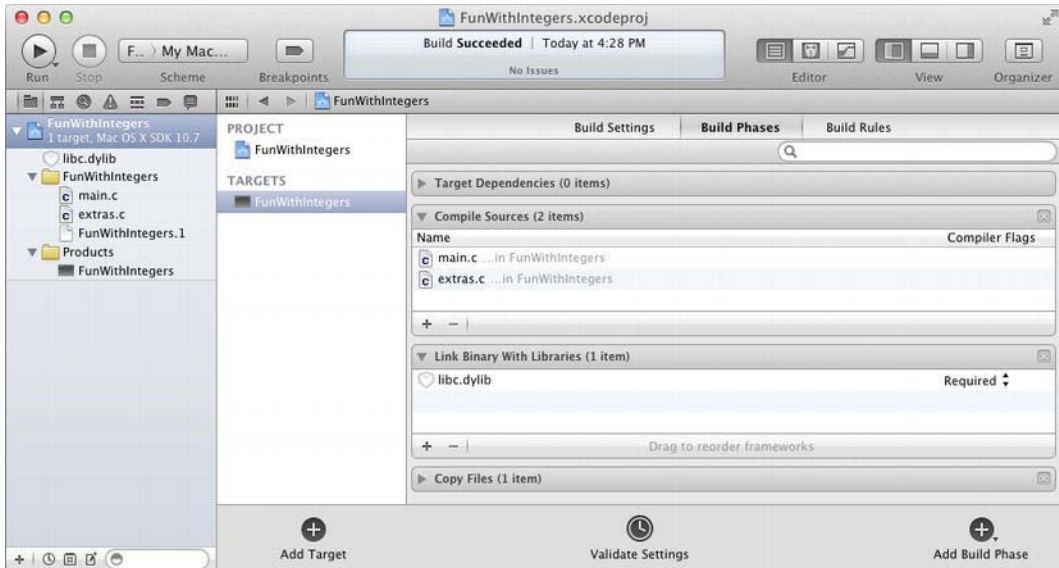 FunWithIntegers.xcodeproj
F.. › My Mac...
Build Succeeded | Today at 4:28 PM
No Issues
Run
Stop
Scheme
Breakpoints
Editor
View
Organizer
FunWithIntegers
FunWithIntegers
1 target, Mac OS X SDK 10.7
libc.dylib
FunWithIntegers
main.c
extras.c
FunWithIntegers.1
Products
FunWithIntegers
PROJECT
FunWithIntegers
TARGETS
FunWithIntegers
Build Settings
Build Phases
Build Rules
Target Dependencies (0 items)
Compile Sources (2 items)
Name
Compiler Flags
main.c ...in FunWithIntegers
extras.c ...in FunWithIntegers
Link Binary With Libraries (1 item)
libc.dylib
Required
Drag to reorder frameworks
Copy Files (1 item)
Add Target
Validate Settings
Add Build Phase